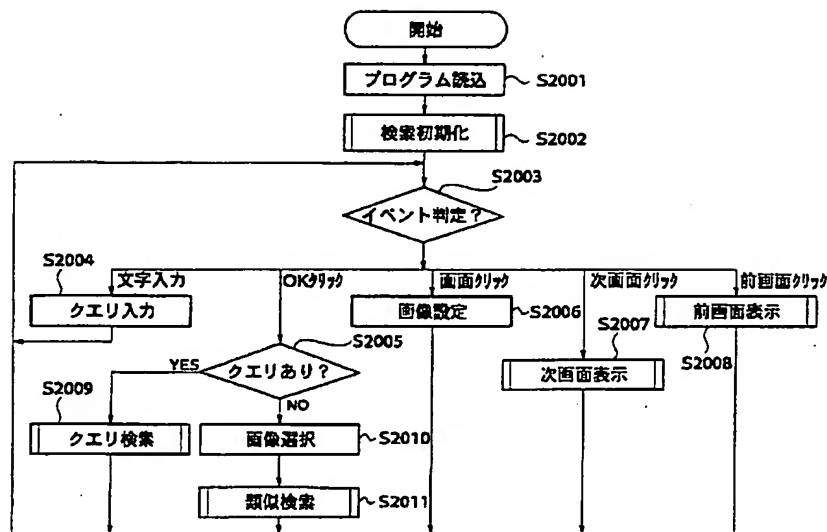 開始
プログラム読込
S2001
検索初期化
S2002
S2003
イベント判定?
S2004
文字入力
OKクリック
画面クリック
次画面クリック
前画面クリック
クエリ入力
画像設定
S2006
前画面表示
S2005
S2007
S2008
YES
クエリあり?
次画面表示
S2009
NO
クエリ検索
画像選択
S2010
類似検索
S2011